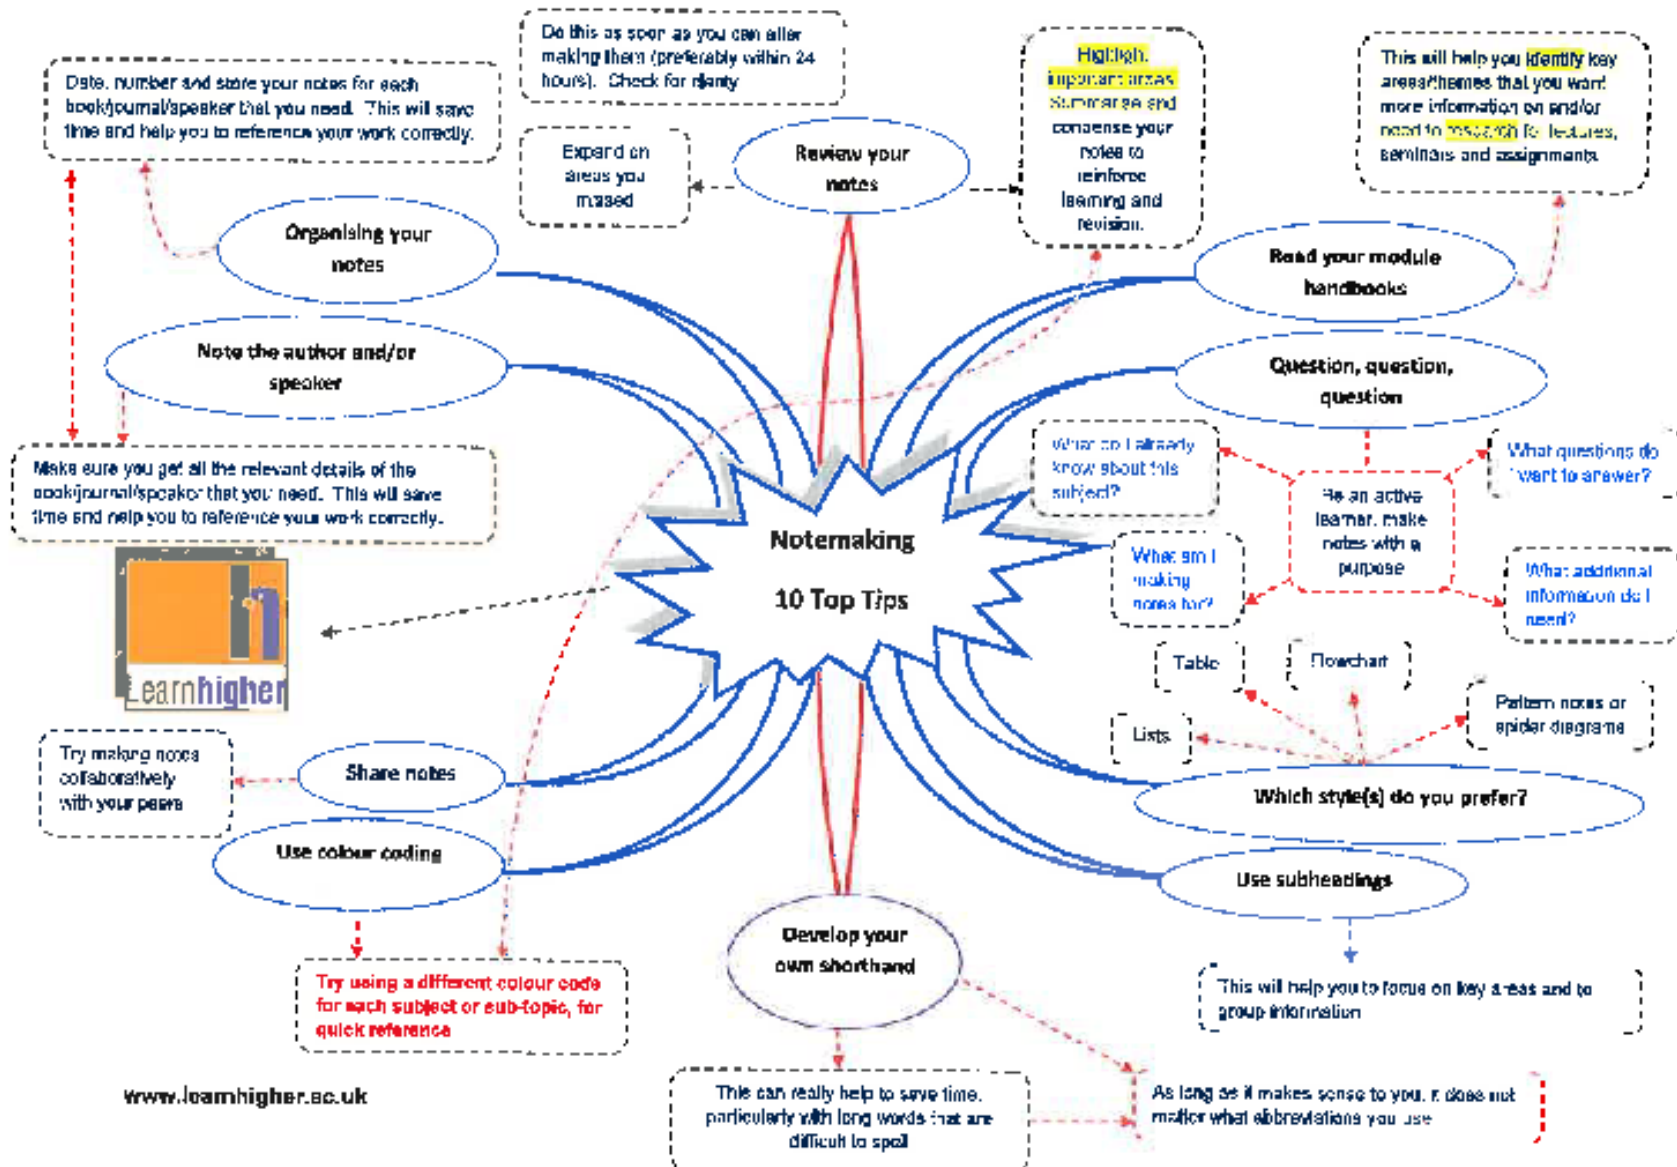 Do this as soon as you can after
making them (preferably within 24
hours). Check for clarity
Date, number and store your notes for each
book/journal/speaker that you need. This will save
time and help you to reference your work correctly.
Expand on
areas you
missed
Review your
notes
Highlight
important areas.
Summarise and
condense your
notes to
reinforce
learning and
revision.
This will help you identify key
areas/themes that you want
more information on and/or
need to research for lectures,
seminars and assignments
Organising your
notes
Read your module
handbooks
Note the author and/or
speaker
Question, question,
question
Make sure you get all the relevant details of the
book/journal/speaker that you need. This will save
time and help you to reference your work correctly.
What do I already
know about this
subject?
What questions do
I want to answer?
Be an active
learner, make
notes with a
purpose
What am I
making
notes for?
What additional
information do I
need?
Notemaking
10 Top Tips
Learnhigher
Table
Flowchart
Lists
Pattern notes or
spider diagrams
Try making notes
collaboratively
with your peers
Share notes
Which style(s) do you prefer?
Use colour coding
Use subheadings
Develop your
own shorthand
Try using a different colour code
for each subject or sub-topic, for
quick reference
This will help you to focus on key areas and to
group information
www.learnhigher.ac.uk
This can really help to save time,
particularly with long words that are
difficult to spell
As long as it makes sense to you, it does not
matter what abbreviations you use